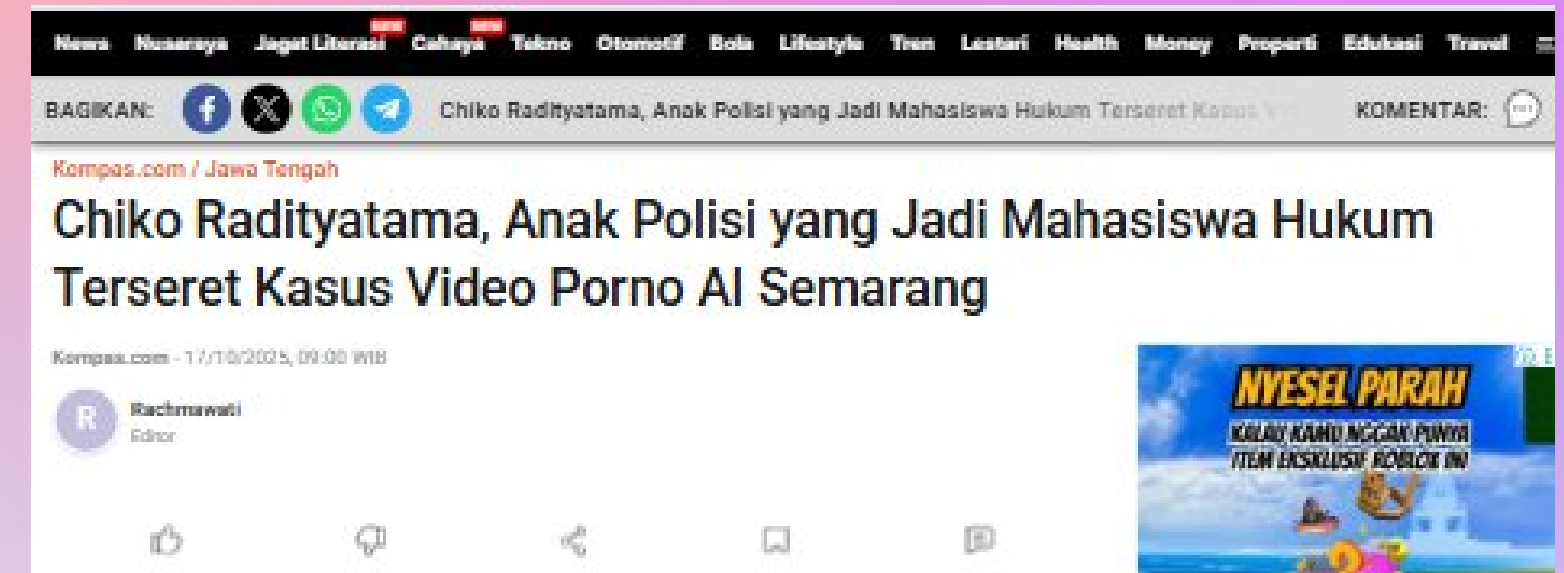 News Nusaraya Jagat Literasi NEW Cahaya NEW Tekno Otomotif Bola Lifestyle Tren Lestari Health Money Properti Edukasi Travel
BAGIKAN: Chiko Radityatama, Anak Polisi yang Jadi Mahasiswa Hukum Terseret Kasus KOMENTAR:
Kompas.com / Jawa Tengah
Chiko Radityatama, Anak Polisi yang Jadi Mahasiswa Hukum
Terseret Kasus Video Porno AI Semarang
Kompas.com - 17/10/2025, 09:00 WIB
R
Rachmawati
Editor
NYESEL PARAH
KALAU KAMU NGGAK PUNYA
ITEM EKSKLUSIF ROBLOX INI